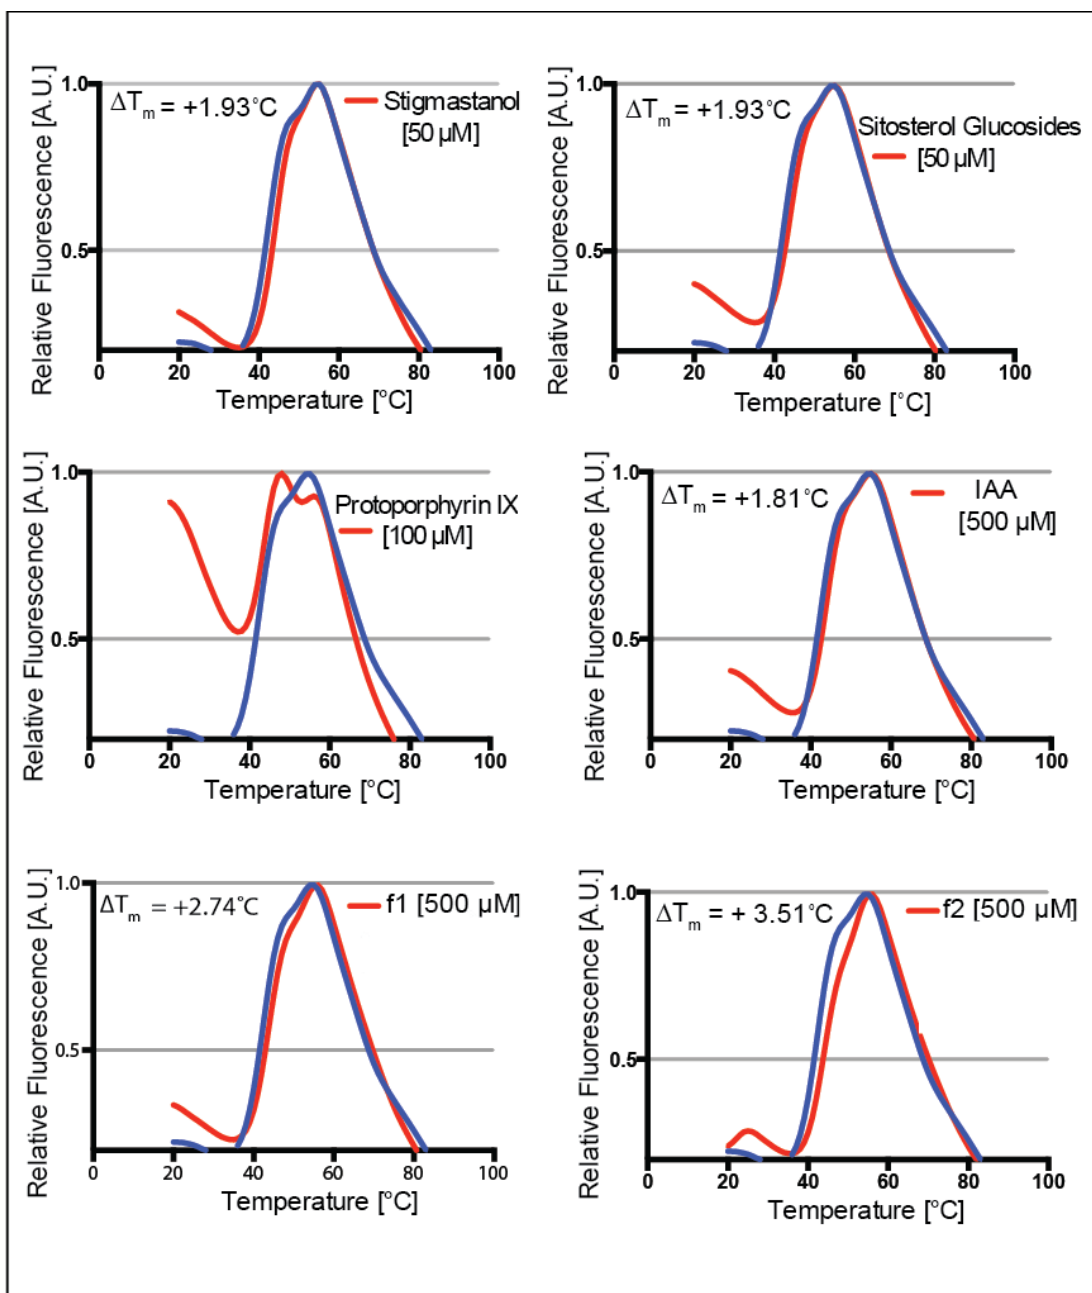 Relative Fluorescence [A.U.]
1.0
0.5
ΔTm = +1.93°C
Stigmastanol
[50 µM]
0 20 40 60 80 100
Temperature [°C]
Relative Fluorescence [A.U.]
1.0
0.5
ΔTm = +1.93°C
Sitosterol Glucosides
[50 µM]
0 20 40 60 80 100
Temperature [°C]
Relative Fluorescence [A.U.]
1.0
0.5
Protoporphyrin IX
[100 µM]
0 20 40 60 80 100
Temperature [°C]
Relative Fluorescence [A.U.]
1.0
0.5
ΔTm = +1.81°C
IAA
[500 µM]
0 20 40 60 80 100
Temperature [°C]
Relative Fluorescence [A.U.]
1.0
0.5
ΔTm = +2.74°C
f1 [500 µM]
0 20 40 60 80 100
Temperature [°C]
Relative Fluorescence [A.U.]
1.0
0.5
ΔTm = + 3.51°C
f2 [500 µM]
0 20 40 60 80 100
Temperature [°C]